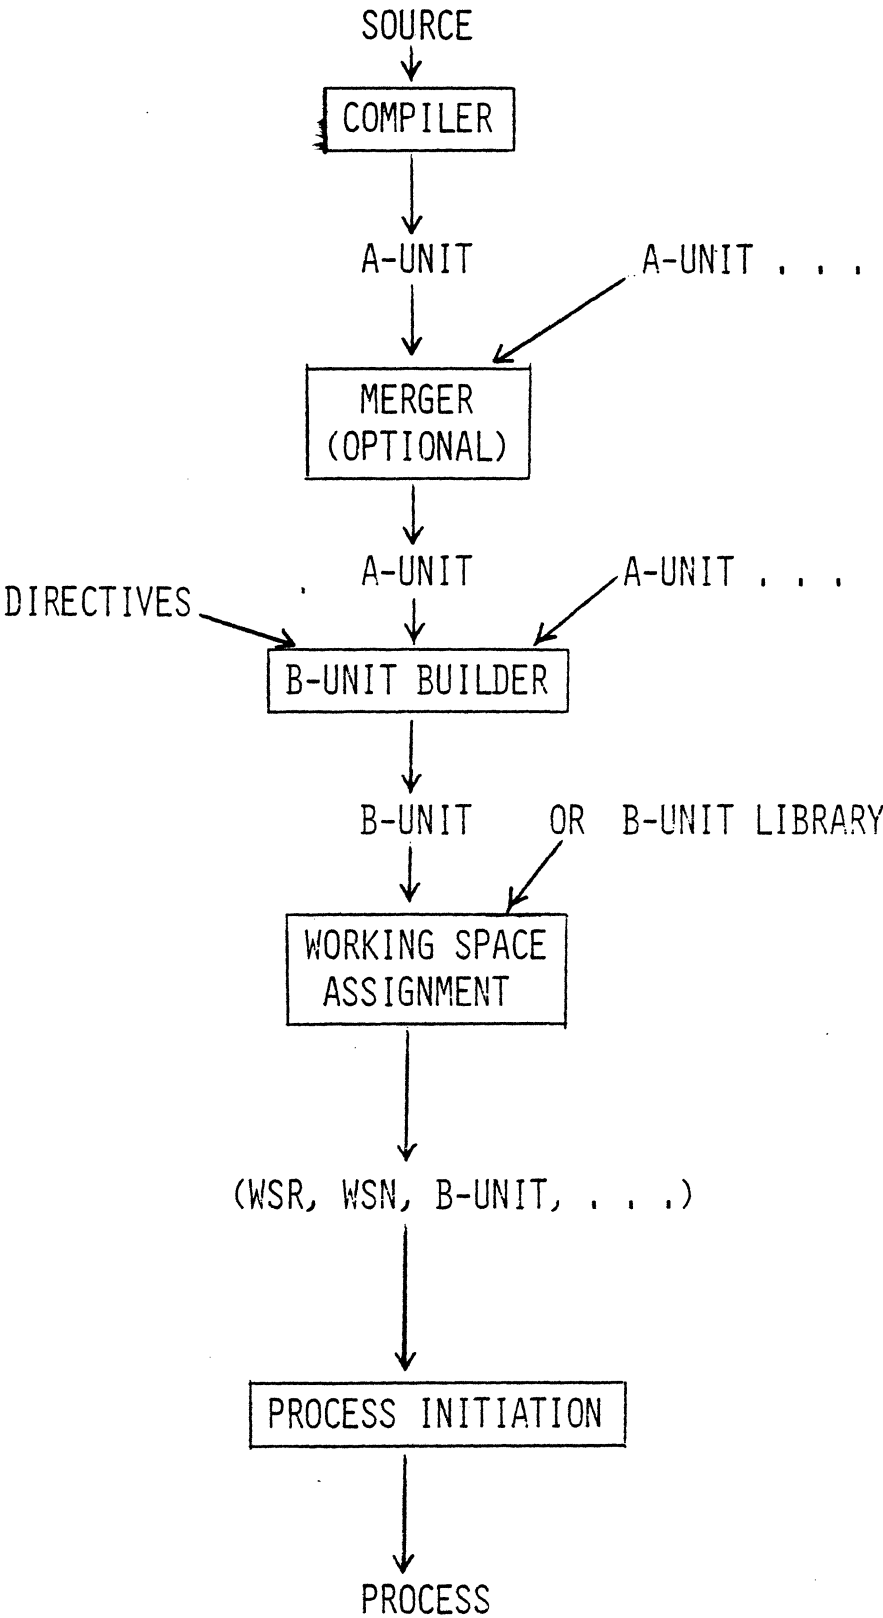 SOURCE
COMPILER
A-UNIT
A-UNIT . . .
MERGER
(OPTIONAL)
A-UNIT
A-UNIT . . .
DIRECTIVES
B-UNIT BUILDER
B-UNIT OR B-UNIT LIBRARY
WORKING SPACE
ASSIGNMENT
(WSR, WSN, B-UNIT, . . .)
PROCESS INITIATION
PROCESS